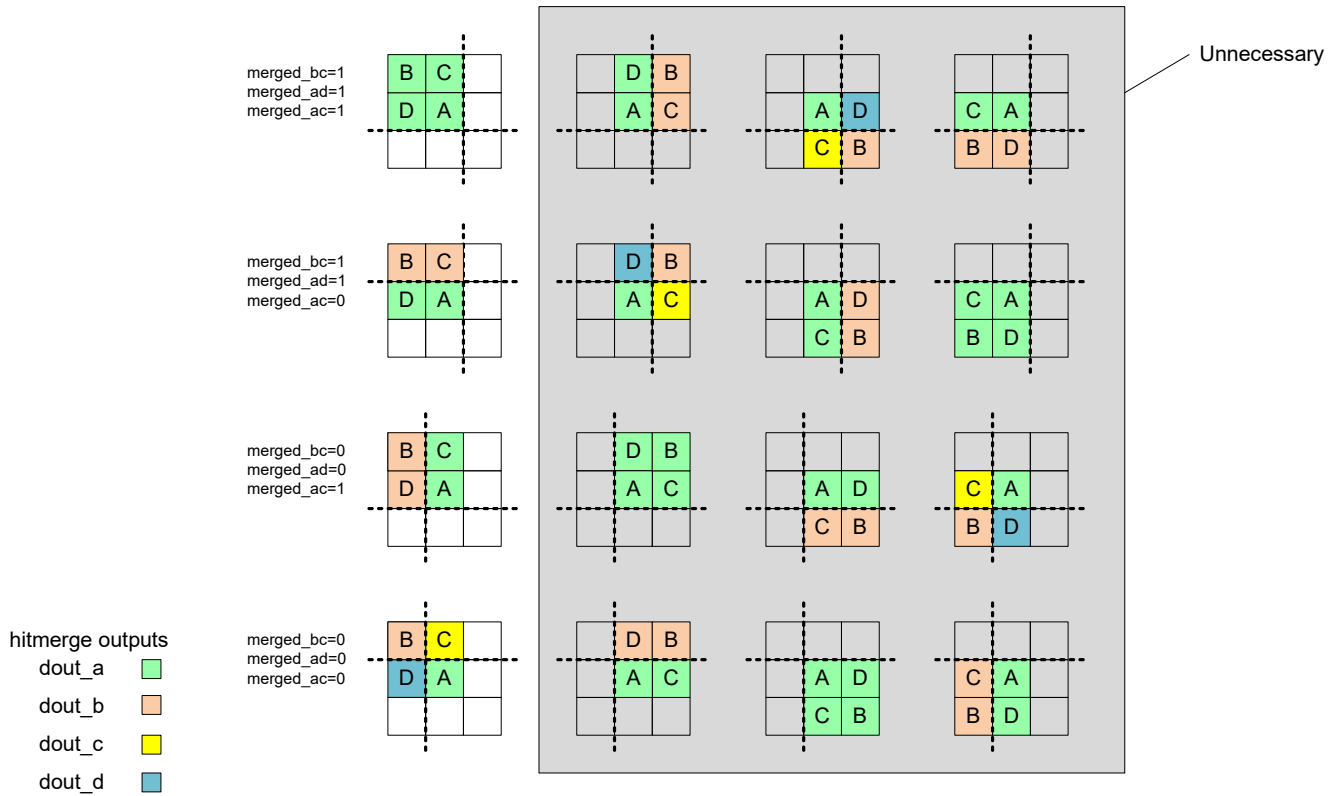 Unnecessary
merged_bc=1
merged_ad=1
merged_ac=1
B C
D A
D B
A C
A D
C B
C A
B D
merged_bc=1
merged_ad=1
merged_ac=0
B C
D A
D B
A C
A D
C B
C A
B D
merged_bc=0
merged_ad=0
merged_ac=1
B C
D A
D B
A C
A D
C B
C A
B D
merged_bc=0
merged_ad=0
merged_ac=0
B C
D A
D B
A C
A D
C B
C A
B D
hitmerge outputs
dout_a
dout_b
dout_c
dout_d